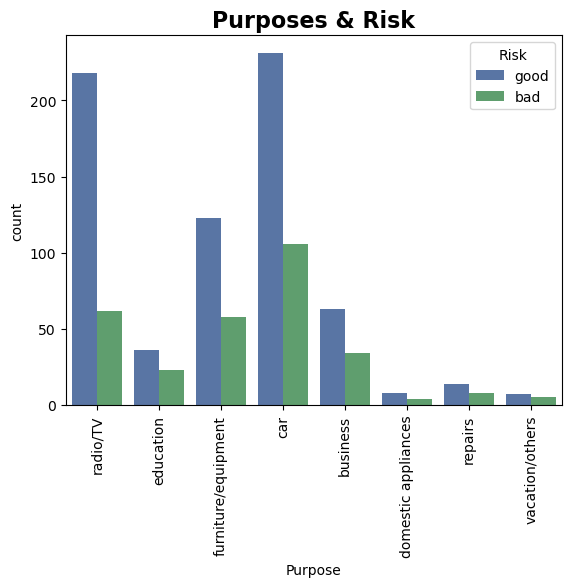 Purposes & Risk
Risk
good
bad
count
200
150
100
50
0
radio/TV
education
furniture/equipment
car
business
domestic appliances
repairs
vacation/others
Purpose